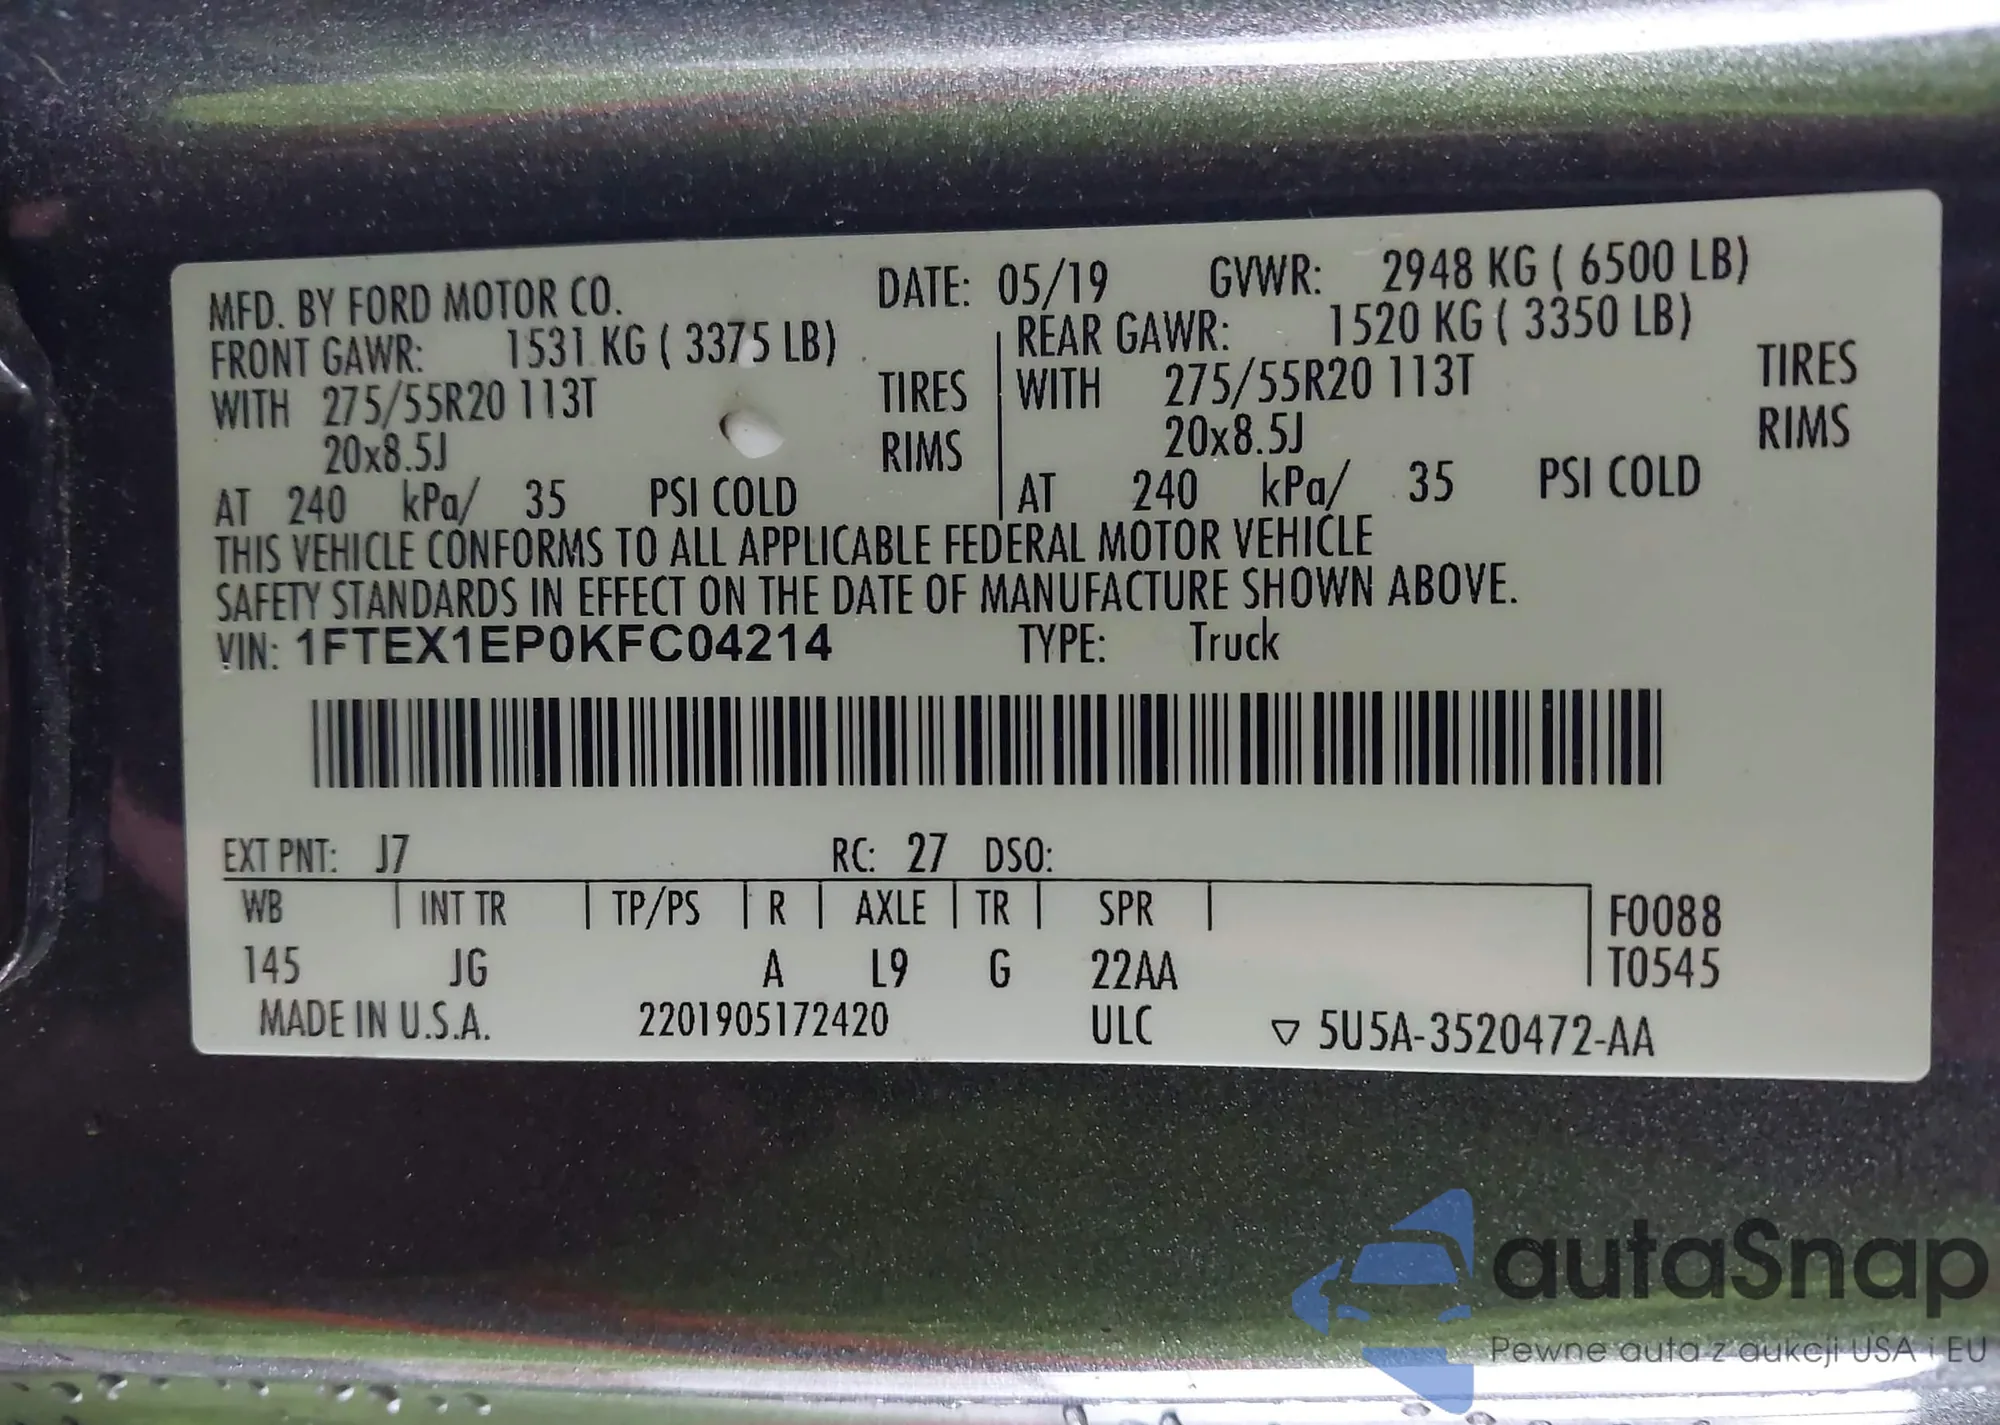 MFD. BY FORD MOTOR CO. DATE: 05/19 GVWR: 2948 KG ( 6500 LB)
FRONT GAWR: 1531 KG ( 3375 LB) REAR GAWR: 1520 KG ( 3350 LB)
WITH 275/55R20 113T TIRES WITH 275/55R20 113T TIRES
20x8.5J RIMS 20x8.5J RIMS
AT 240 kPa/ 35 PSI COLD AT 240 kPa/ 35 PSI COLD
THIS VEHICLE CONFORMS TO ALL APPLICABLE FEDERAL MOTOR VEHICLE
SAFETY STANDARDS IN EFFECT ON THE DATE OF MANUFACTURE SHOWN ABOVE.
VIN: 1FTEX1EP0KFC04214 TYPE: Truck
EXT PNT: J7 RC: 27 DSO:
WB INT TR TP/PS R AXLE TR SPR F0088
145 JG A L9 G 22AA T0545
MADE IN U.S.A. 2201905172420 ULC ▽ 5U5A-3520472-AA
autaSnap
Pewne auta z aukcji USA i EU